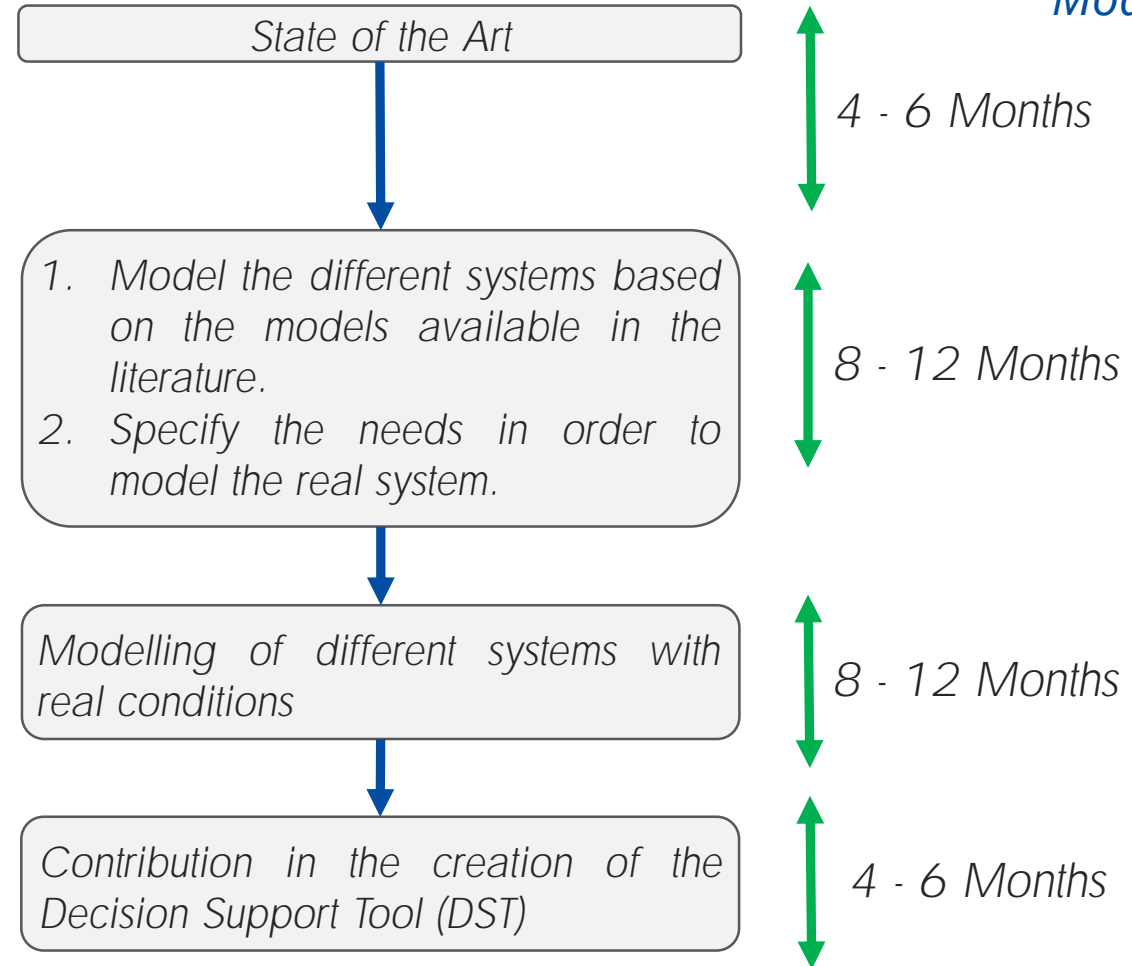 State of the Art
4 - 6 Months
1. Model the different systems based
on the models available in the
literature.
2. Specify the needs in order to
model the real system.
8 - 12 Months
Modelling of different systems with
real conditions
8 - 12 Months
Contribution in the creation of the
Decision Support Tool (DST)
4 - 6 Months